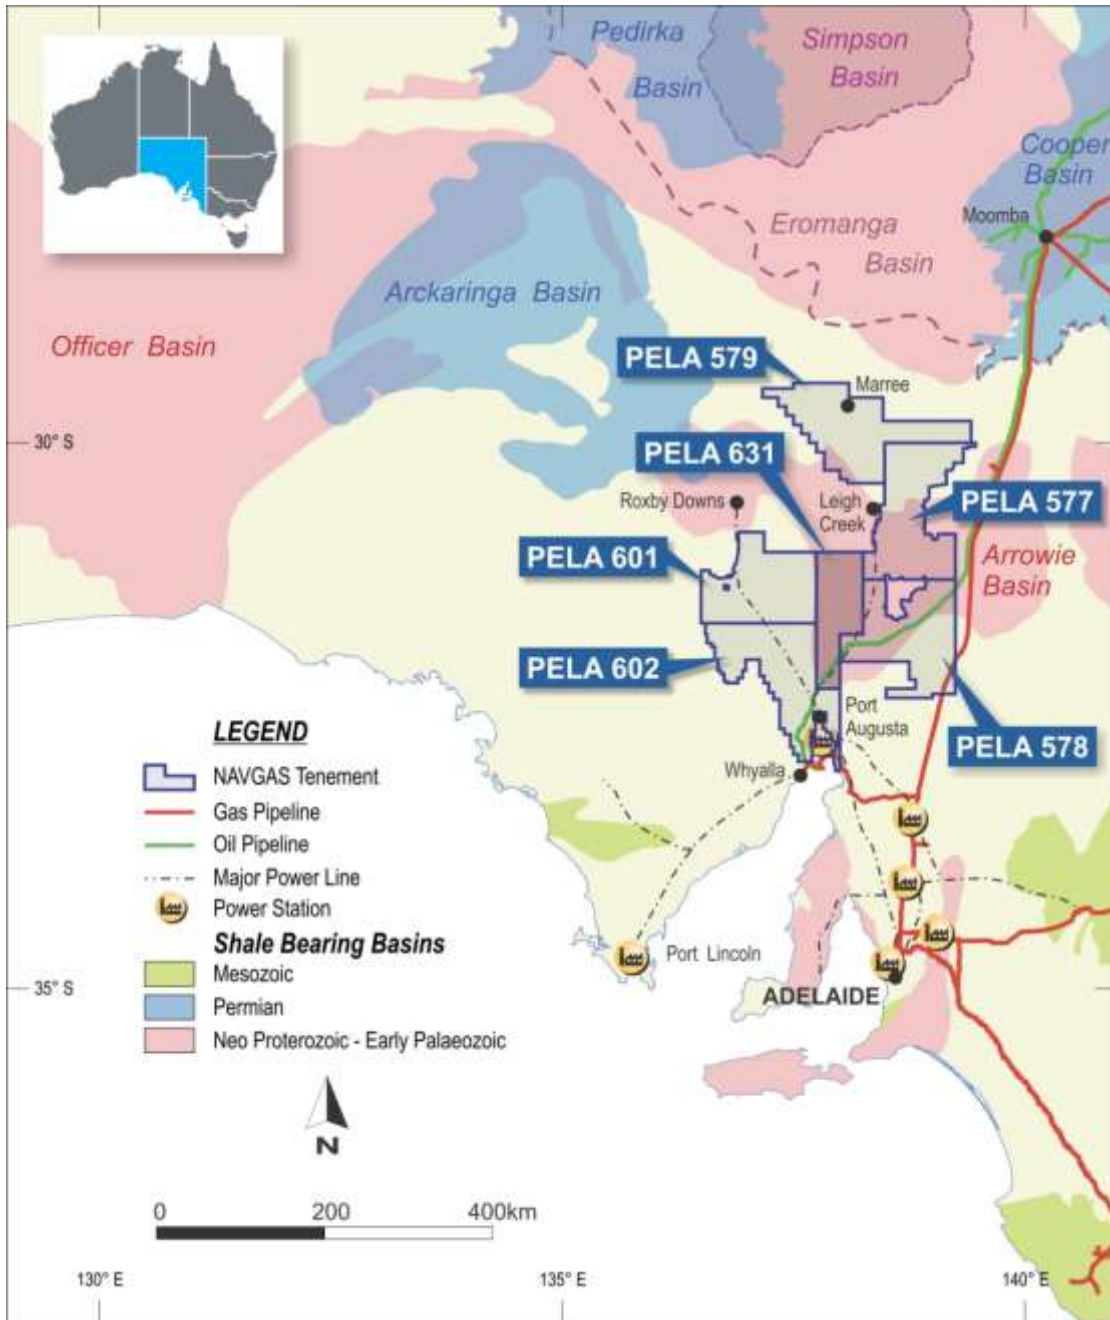 Pedirka
Basin
Simpson
Basin
Cooper
Basin
Moomba
Eromanga
Basin
Arckaringa Basin
Officer Basin
PELA 579
Marree
30° S
PELA 631
Roxby Downs
Leigh
Creek
PELA 577
PELA 601
Arrowie
Basin
PELA 602
Port
Augusta
PELA 578
Whyalla
LEGEND
NAVGAS Tenement
Gas Pipeline
Oil Pipeline
Major Power Line
Power Station
Shale Bearing Basins
Mesozoic
Permian
Neo Proterozoic - Early Palaeozoic
Port Lincoln
35° S
ADELAIDE
N
0 200 400km
130° E 135° E 140° E